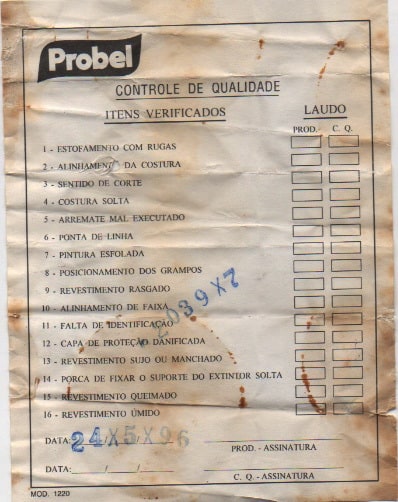 Probel
CONTROLE DE QUALIDADE
ITENS VERIFICADOS LAUDO
PROD. C. Q.
1 - ESTOFAMENTO COM RUGAS
2 - ALINHAMENTO DA COSTURA
3 - SENTIDO DE CORTE
4 - COSTURA SOLTA
5 - ARREMATE MAL EXECUTADO
6 - PONTA DE LINHA
7 - PINTURA ESFOLADA
8 - POSICIONAMENTO DOS GRAMPOS
9 - REVESTIMENTO RASGADO
10 - ALINHAMENTO DE FAIXA
11 - FALTA DE IDENTIFICAÇÃO
12 - CAPA DE PROTEÇÃO DANIFICADA
13 - REVESTIMENTO SUJO OU MANCHADO
14 - PORCA DE FIXAR O SUPORTE DO EXTINTOR SOLTA
15 - REVESTIMENTO QUEIMADO
16 - REVESTIMENTO ÚMIDO
2039X7
DATA: 24X5X96
PROD. - ASSINATURA
DATA: __/__/__
C. Q. - ASSINATURA
MOD. 1220